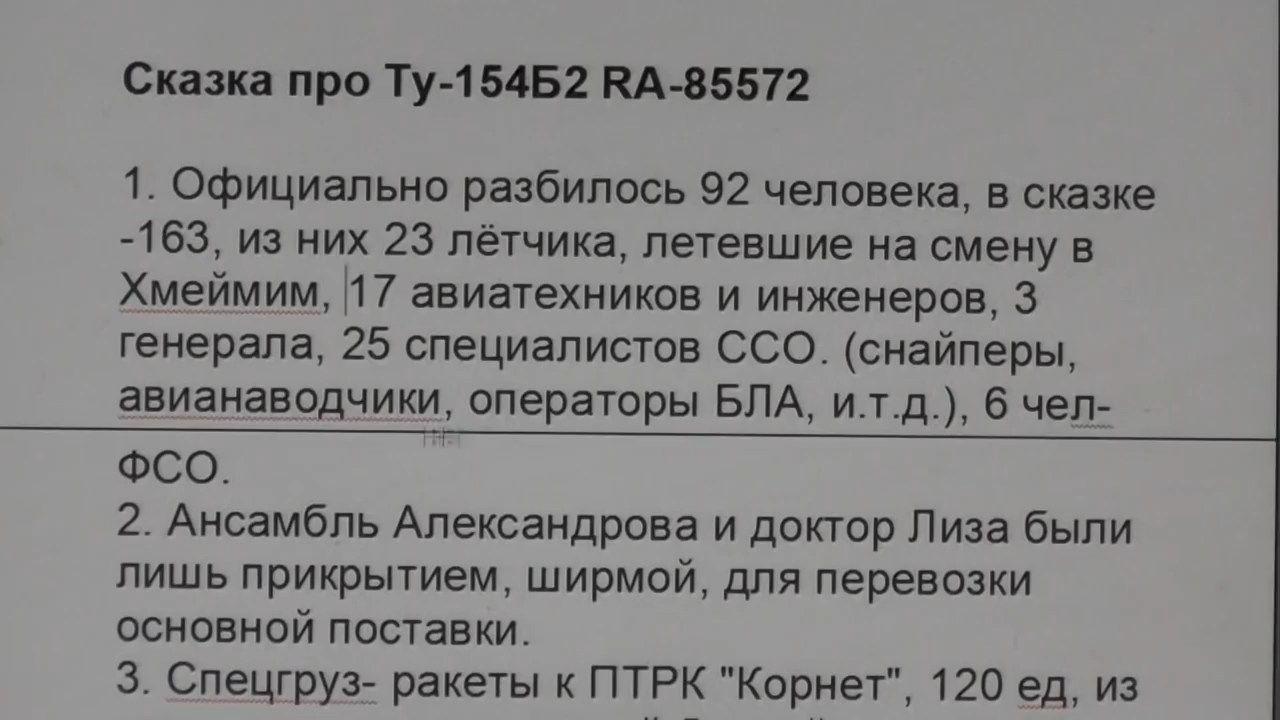 Сказка про Ту-154Б2 RA-85572
1. Официально разбилось 92 человека, в сказке
-163, из них 23 лётчика, летевшие на смену в
Хмеймим, 17 авиатехников и инженеров, 3
генерала, 25 специалистов ССО. (снайперы,
авианаводчики, операторы БЛА, и.т.д.), 6 чел-
ФСО.
2. Ансамбль Александрова и доктор Лиза были
лишь прикрытием, ширмой, для перевозки
основной поставки.
3. Спецгруз- ракеты к ПТРК "Корнет", 120 ед, из